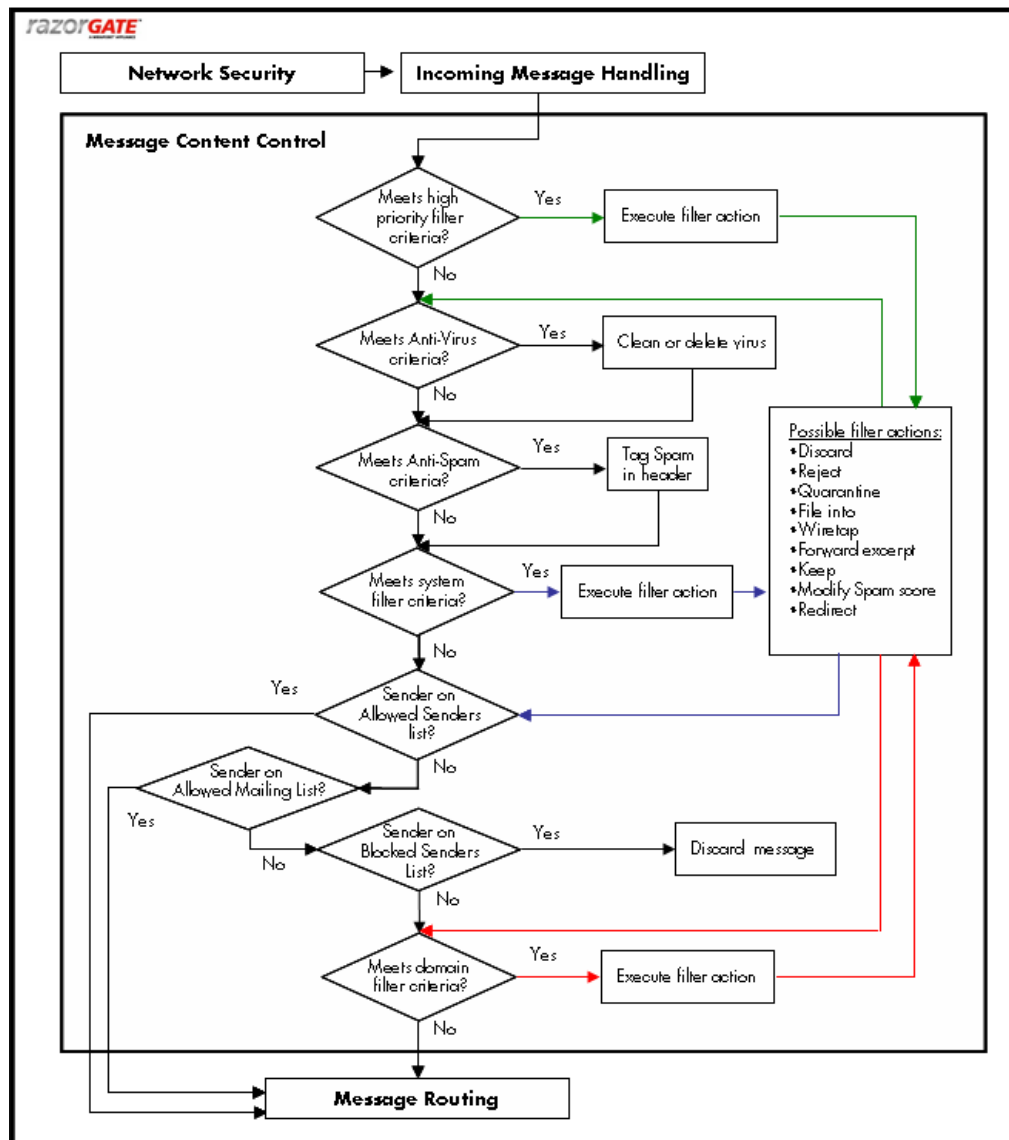 razorGATE
Network Security
Incoming Message Handling
Message Content Control
Meets high
priority filter
criteria?
Yes
Execute filter action
No
Meets Anti-Virus
criteria?
Yes
Clean or delete virus
No
Meets Anti-Spam
criteria?
Yes
Tag Spam
in header
No
Possible filter actions:
*Discard
*Reject
*Quarantine
*File into
*Wiretap
*Forward excerpt
*Keep
*Modify Spam score
*Redirect
Meets system
filter criteria?
Yes
Execute filter action
No
Yes
Sender on
Allowed Senders
list?
No
Sender on
Allowed Mailing List?
Yes
No
Sender on
Blocked Senders
List?
Yes
Discard message
No
Meets domain
filter criteria?
Yes
Execute filter action
No
Message Routing